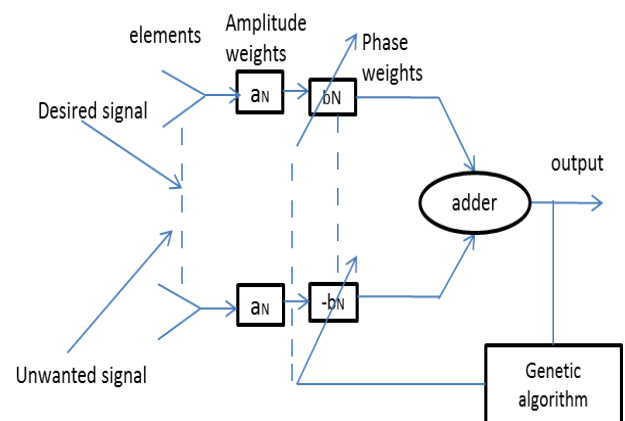 elements
Amplitude
weights
Phase
weights
aN
bN
Desired signal
output
adder
aN
-bN
Unwanted signal
Genetic
algorithm